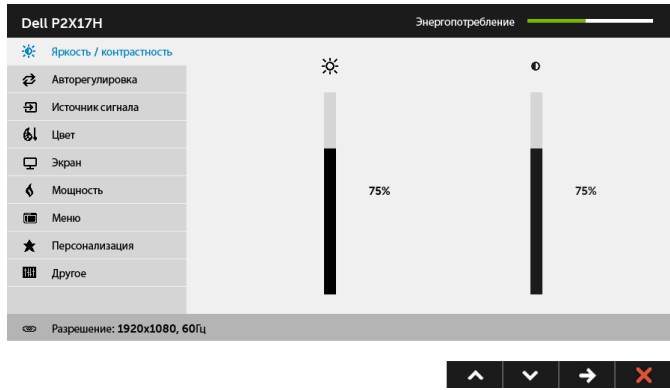 Dell P2X17H
Энергопотребление
Яркость / контрастность
Авторегулировка
Источник сигнала
Цвет
Экран
Мощность
Меню
Персонализация
Другое
75%
75%
Разрешение: 1920x1080, 60Гц